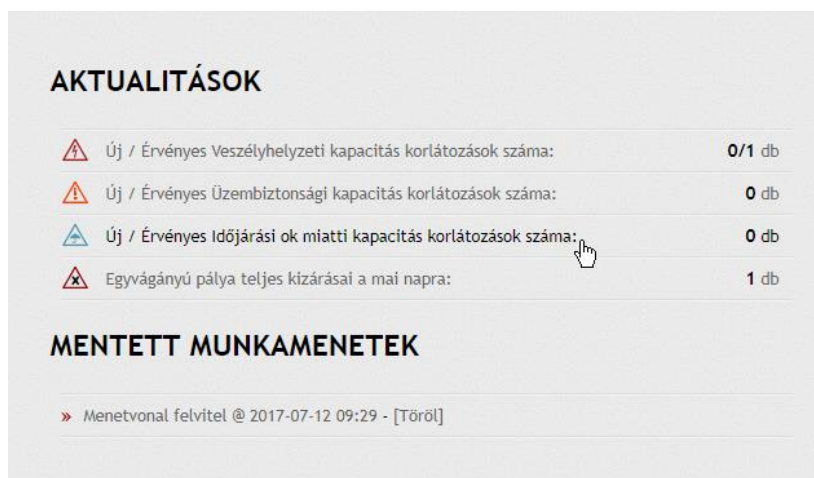 AKTUALITÁSOK
Új / Érvényes Veszélyhelyzeti kapacitás korlátozások száma: 0/1 db
Új / Érvényes Üzembiztonsági kapacitás korlátozások száma: 0 db
Új / Érvényes Időjárási ok miatti kapacitás korlátozások száma: 0 db
Egyvágányú pálya teljes kizárásai a mai napra: 1 db
MENTETT MUNKAMENETEK
» Menetvonal felvitel @ 2017-07-12 09:29 - [Töröl]